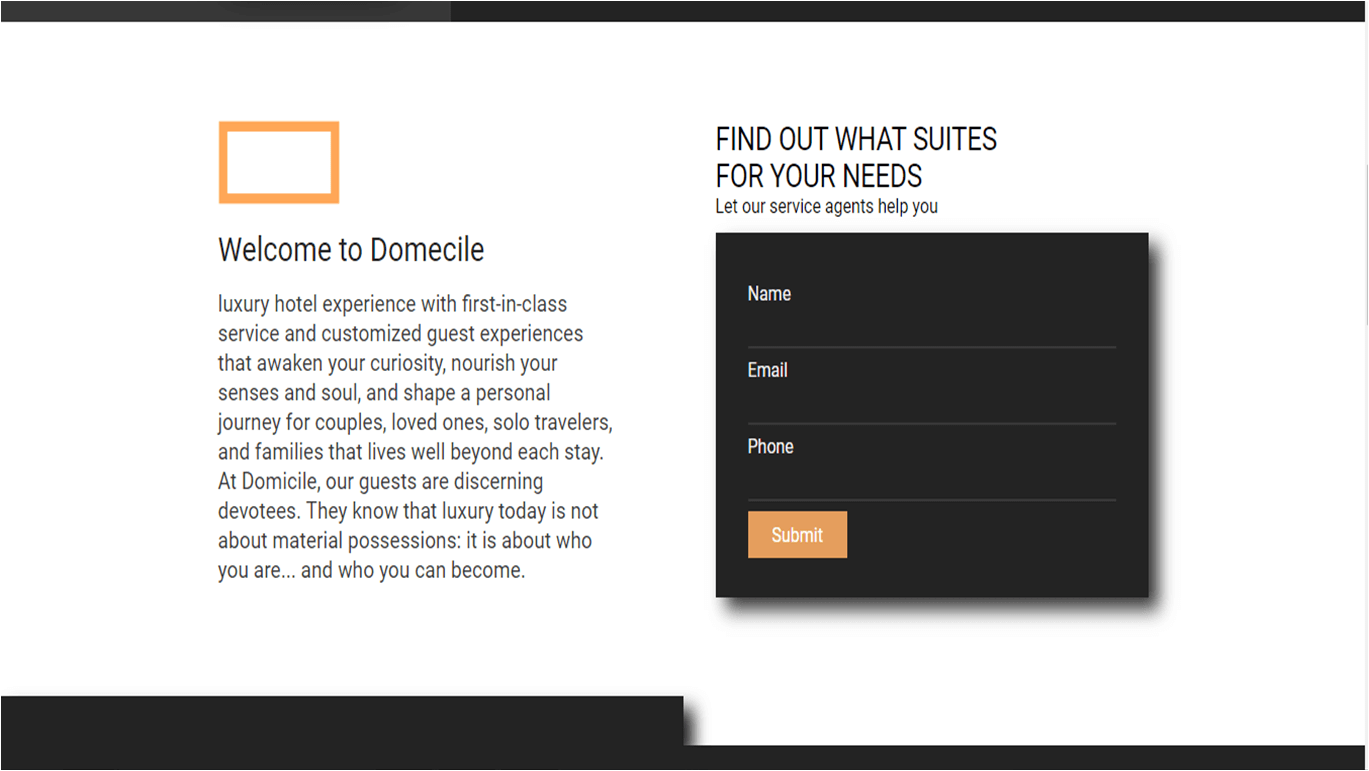 Welcome to Domecile
luxury hotel experience with first-in-class
service and customized guest experiences
that awaken your curiosity, nourish your
senses and soul, and shape a personal
journey for couples, loved ones, solo travelers,
and families that lives well beyond each stay.
At Domicile, our guests are discerning
devotees. They know that luxury today is not
about material possessions: it is about who
you are... and who you can become.
FIND OUT WHAT SUITES
FOR YOUR NEEDS
Let our service agents help you
Name
Email
Phone
Submit